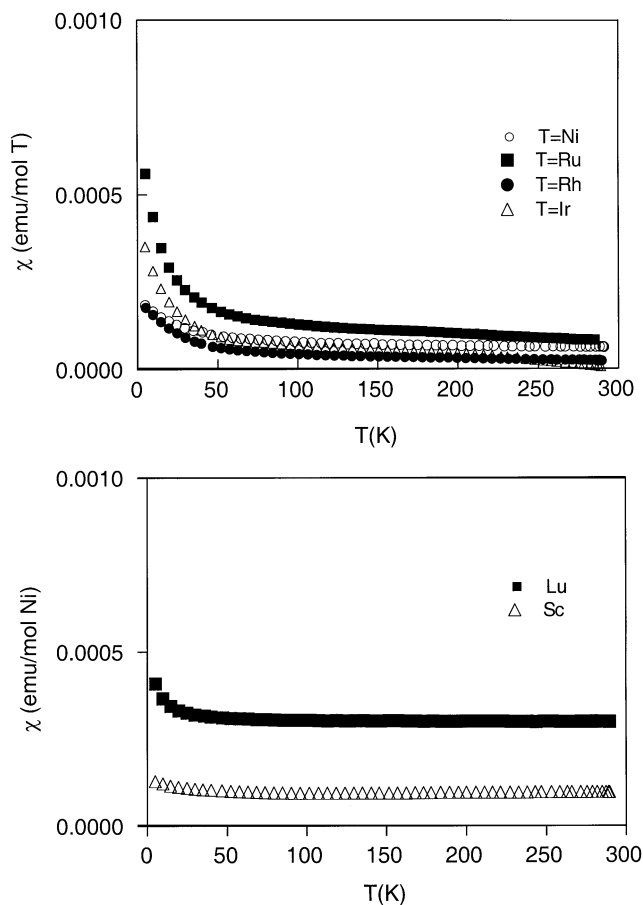 0.0010
0.0005
0.0000
χ (emu/mol T)
T=Ni
T=Ru
T=Rh
T=Ir
0 50 100 150 200 250 300
T(K)
0.0010
0.0005
0.0000
χ (emu/mol Ni)
Lu
Sc
0 50 100 150 200 250 300
T(K)